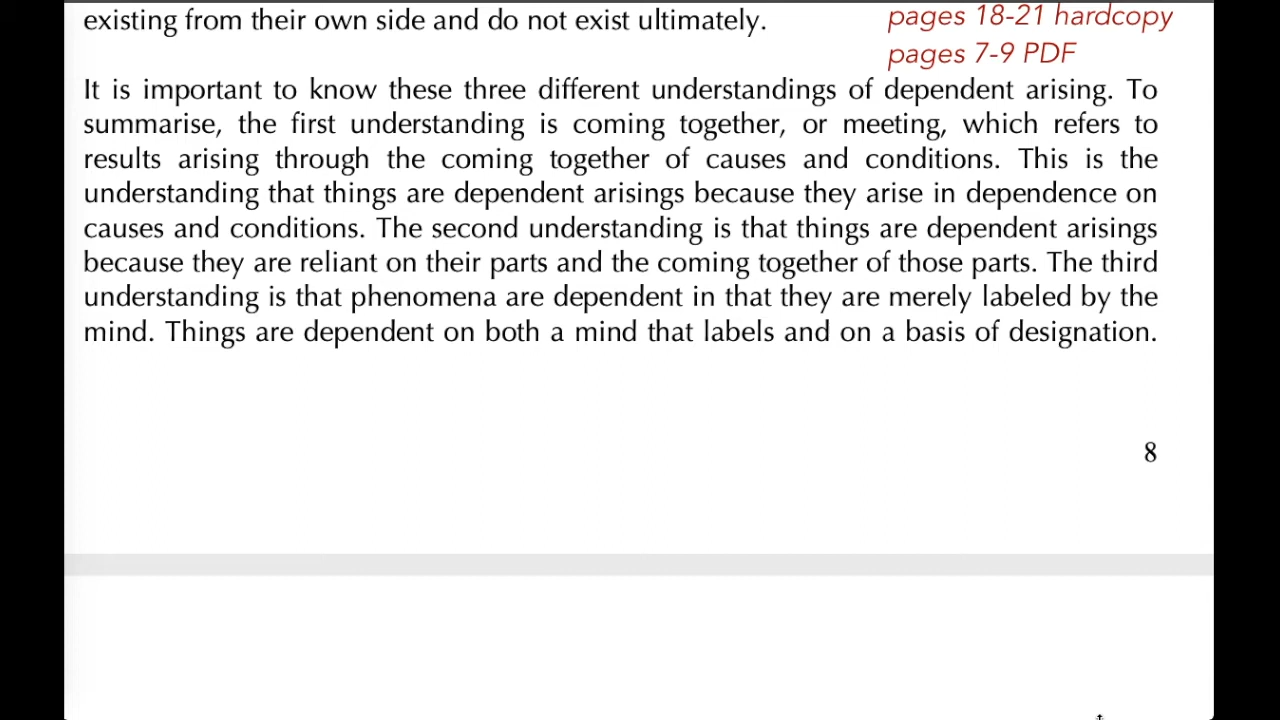 existing from their own side and do not exist ultimately.
pages 18-21 hardcopy
pages 7-9 PDF
It is important to know these three different understandings of dependent arising. To
summarise, the first understanding is coming together, or meeting, which refers to
results arising through the coming together of causes and conditions. This is the
understanding that things are dependent arisings because they arise in dependence on
causes and conditions. The second understanding is that things are dependent arisings
because they are reliant on their parts and the coming together of those parts. The third
understanding is that phenomena are dependent in that they are merely labeled by the
mind. Things are dependent on both a mind that labels and on a basis of designation.
8